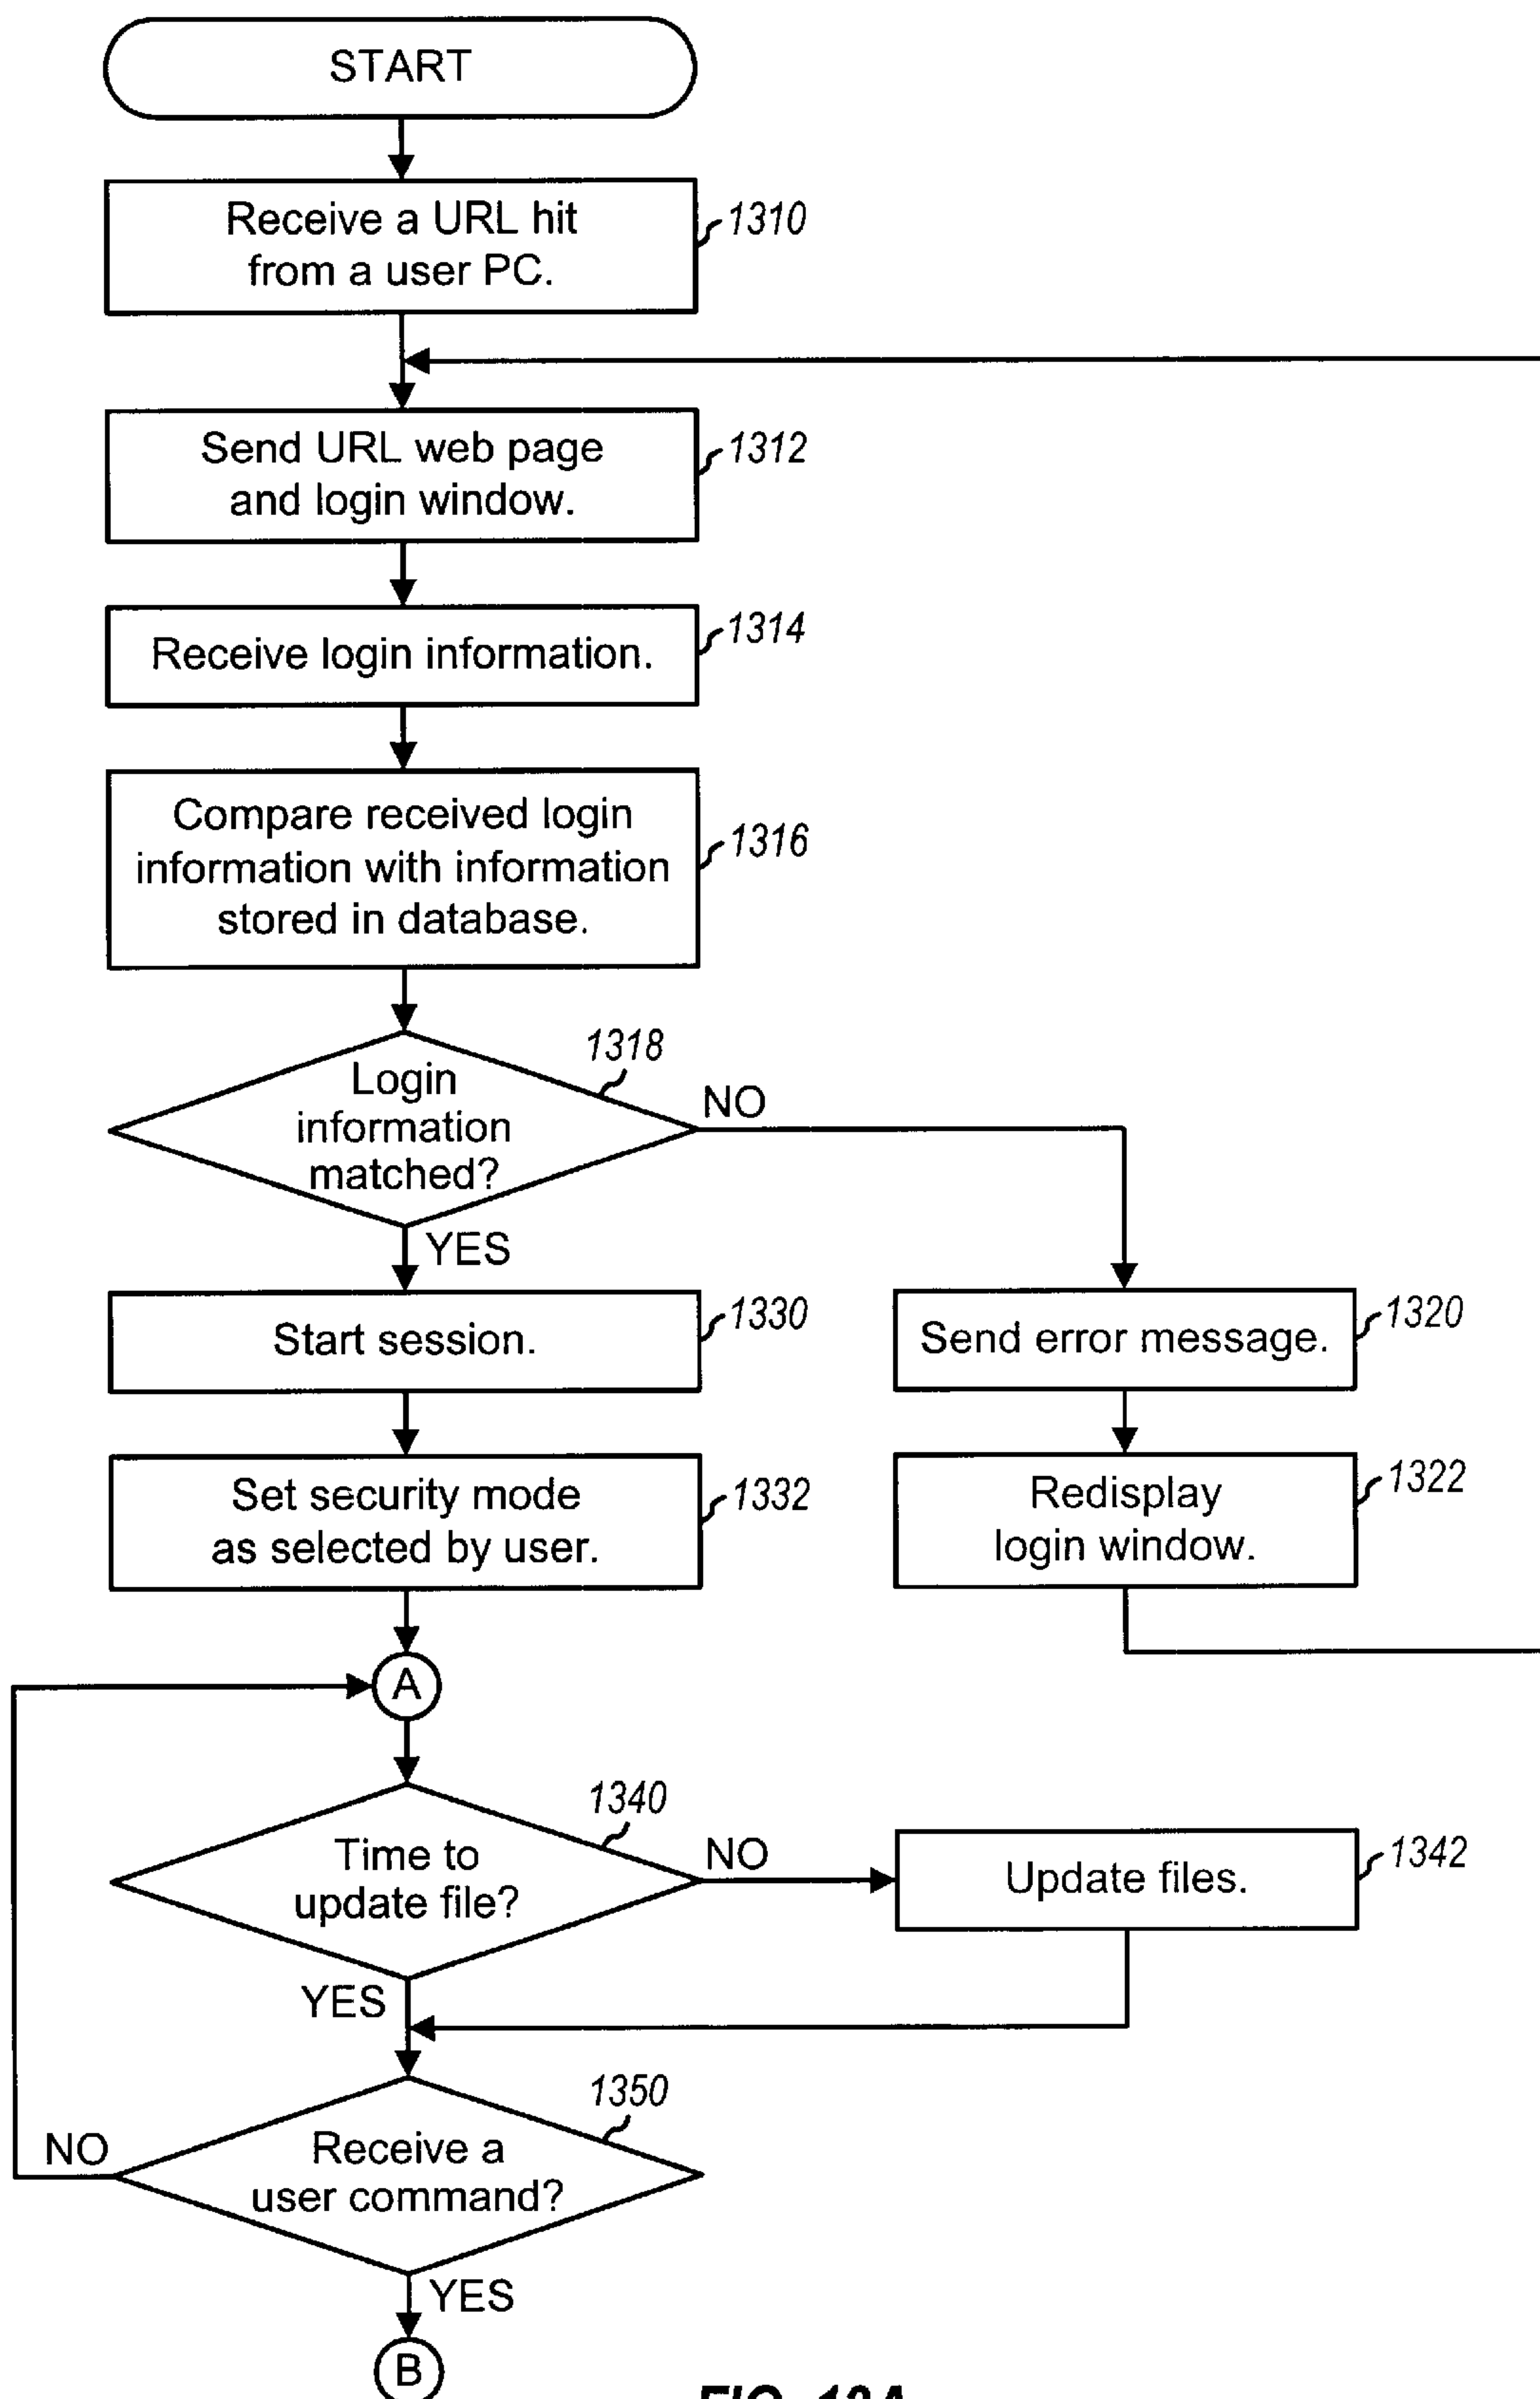 START
Receive a URL hit
from a user PC.
1310
Send URL web page
and login window.
1312
Receive login information.
1314
Compare received login
information with information
stored in database.
1316
Login
information
matched?
1318
NO
YES
Start session.
1330
Send error message.
1320
Set security mode
as selected by user.
1332
Redisplay
login window.
1322
A
Time to
update file?
1340
NO
Update files.
1342
YES
Receive a
user command?
1350
NO
YES
B
FIG. 13A